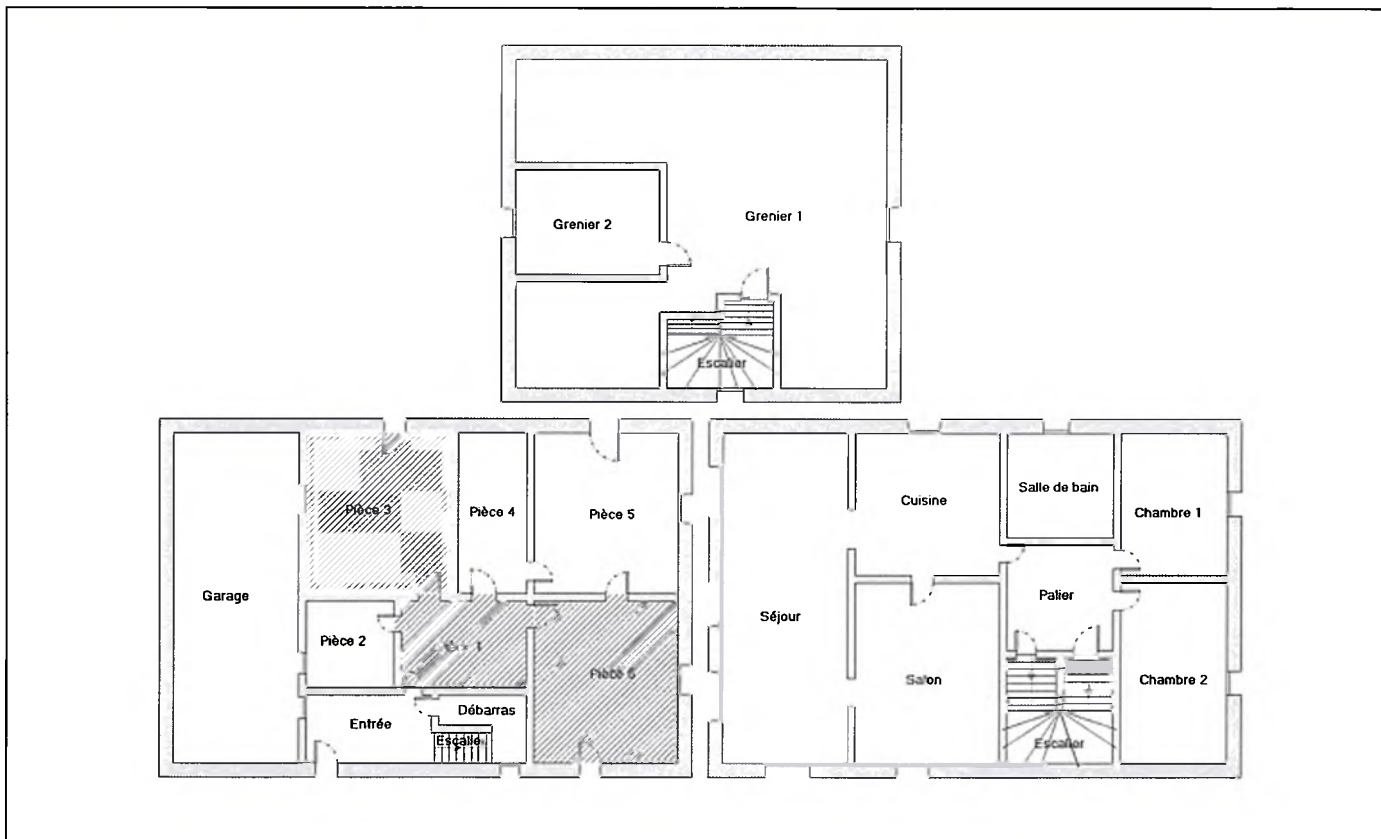 Grenier 2
Grenier 1
Escalier
Garage
Pièce 3
Pièce 4
Pièce 5
Pièce 2
Pièce 6
Entrée
Débarras
Escalie
Séjour
Cuisine
Salle de bain
Chambre 1
Palier
Salon
Chambre 2
Escalier